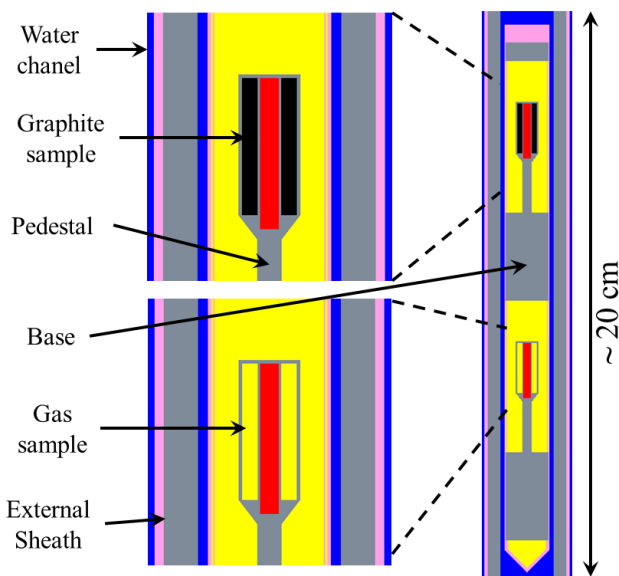 Water
chanel
Graphite
sample
Pedestal
Base
Gas
sample
External
Sheath
~ 20 cm